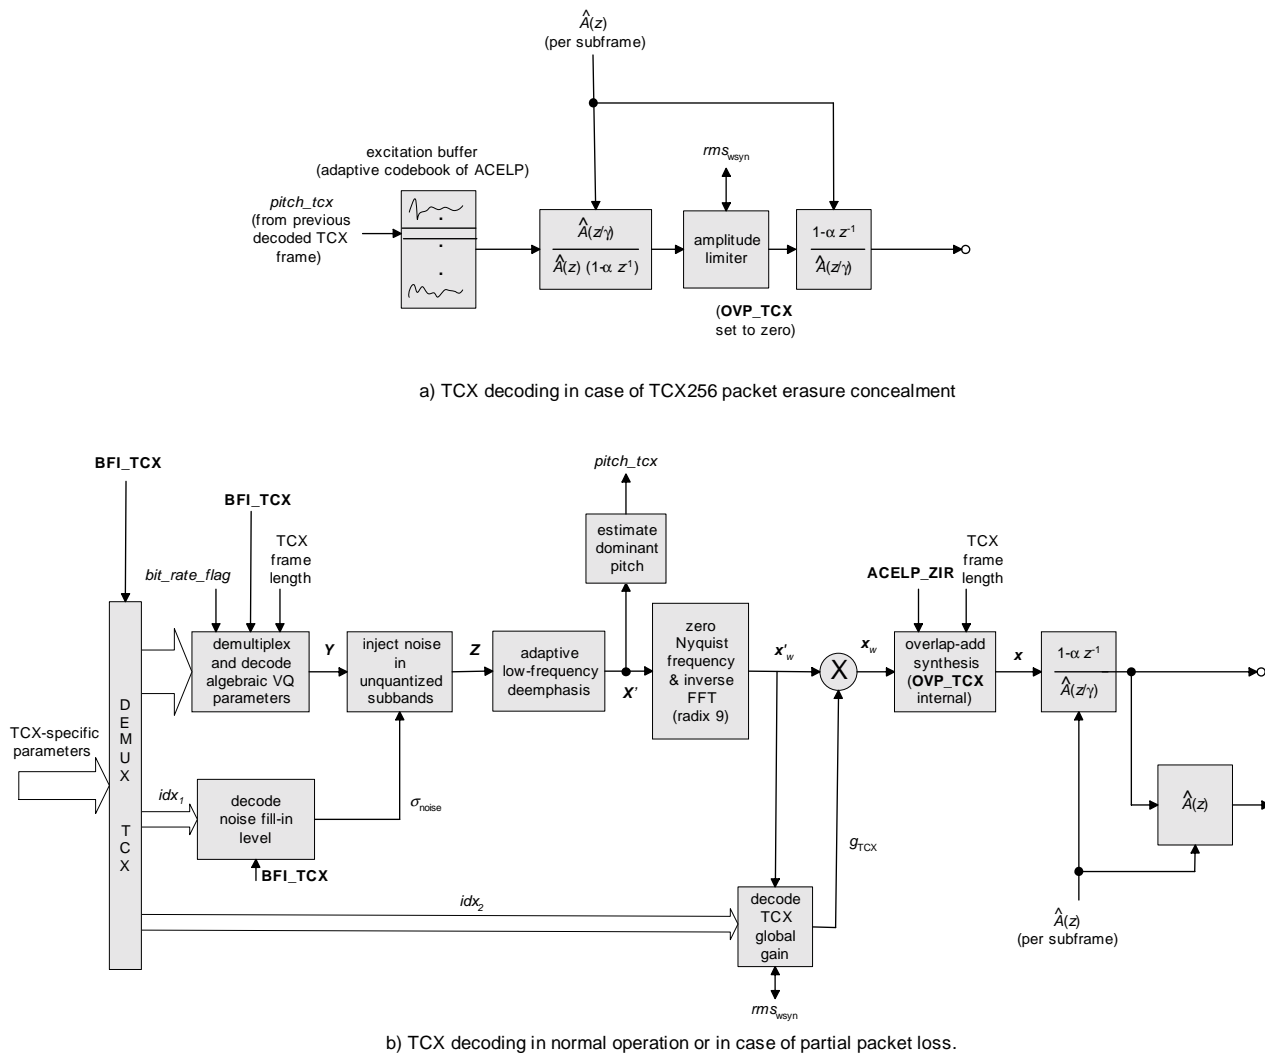 Â(z)
(per subframe)
excitation buffer
(adaptive codebook of ACELP)
rms_wsyn
pitch_tcx
(from previous
decoded TCX
frame)
Â(z/γ)
Â(z) (1-α z⁻¹)
amplitude
limiter
1-α z⁻¹
Â(z/γ)
(OVP_TCX
set to zero)
a) TCX decoding in case of TCX256 packet erasure concealment
BFI_TCX
BFI_TCX
TCX
frame
length
bit_rate_flag
pitch_tcx
estimate
dominant
pitch
ACELP_ZIR
TCX
frame
length
demultiplex
and decode
algebraic VQ
parameters
Y
inject noise in
unquantized
subbands
Z
adaptive
low-frequency
deemphasis
X'
zero
Nyquist
frequency
& inverse
FFT
(radix 9)
x'_w
X
x_w
overlap-add
synthesis
(OVP_TCX
internal)
x
1-α z⁻¹
Â(z/γ)
Â(z)
TCX-specific
parameters
DEMUX TCX
idx_1
decode
noise fill-in
level
σ_noise
BFI_TCX
g_TCX
idx_2
decode
TCX
global
gain
rms_wsyn
Â(z)
(per subframe)
b) TCX decoding in normal operation or in case of partial packet loss.